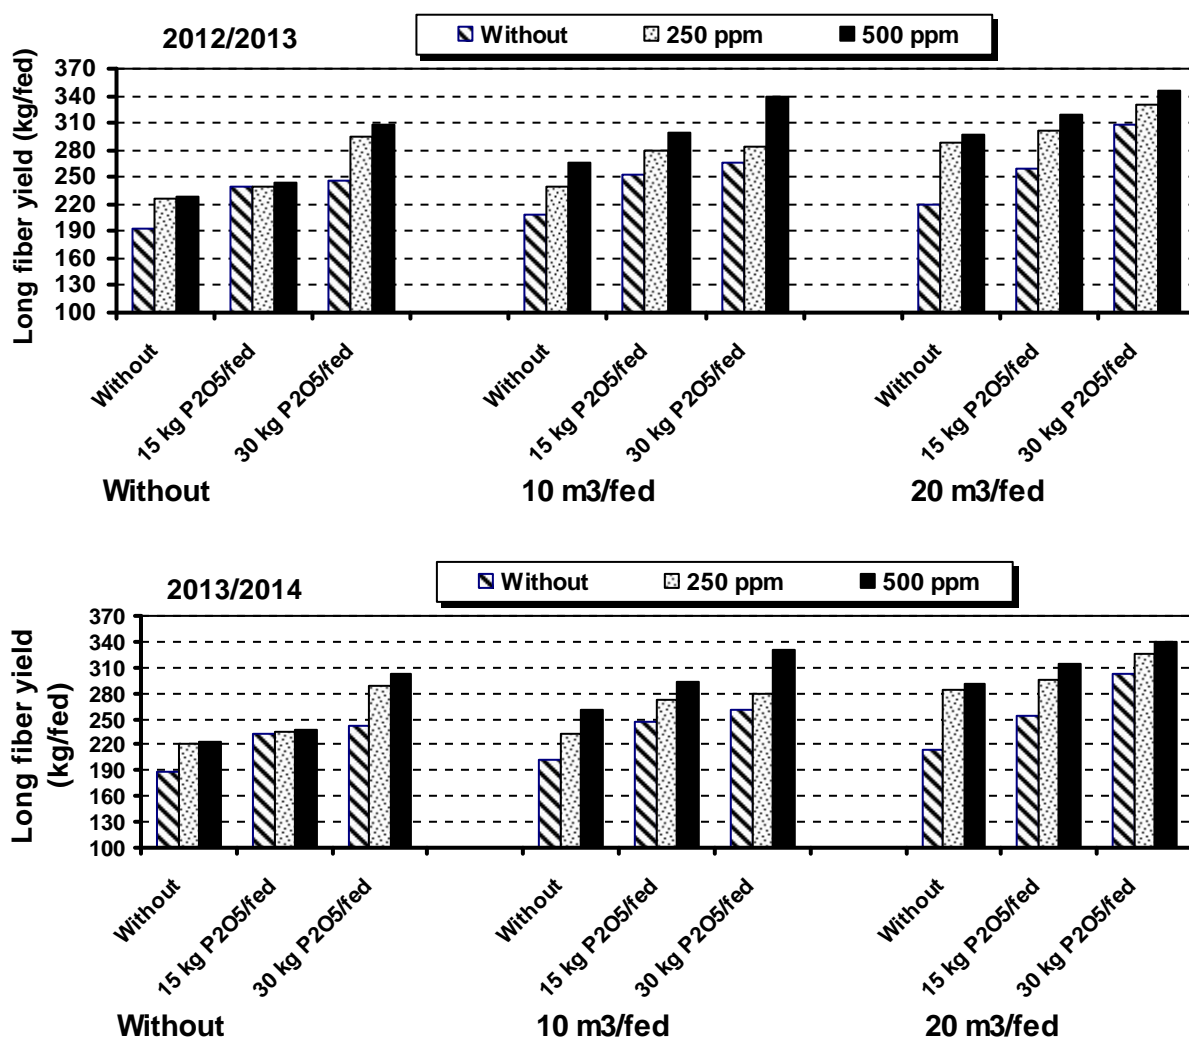 2012/2013
Without 250 ppm 500 ppm
Long fiber yield (kg/fed)
370
340
310
280
250
220
190
160
130
100
Without 15 kg P2O5/fed 30 kg P2O5/fed Without 15 kg P2O5/fed 30 kg P2O5/fed Without 15 kg P2O5/fed 30 kg P2O5/fed
Without 10 m3/fed 20 m3/fed
2013/2014
Without 250 ppm 500 ppm
Long fiber yield
(kg/fed)
370
340
310
280
250
220
190
160
130
100
Without 15 kg P2O5/fed 30 kg P2O5/fed Without 15 kg P2O5/fed 30 kg P2O5/fed Without 15 kg P2O5/fed 30 kg P2O5/fed
Without 10 m3/fed 20 m3/fed